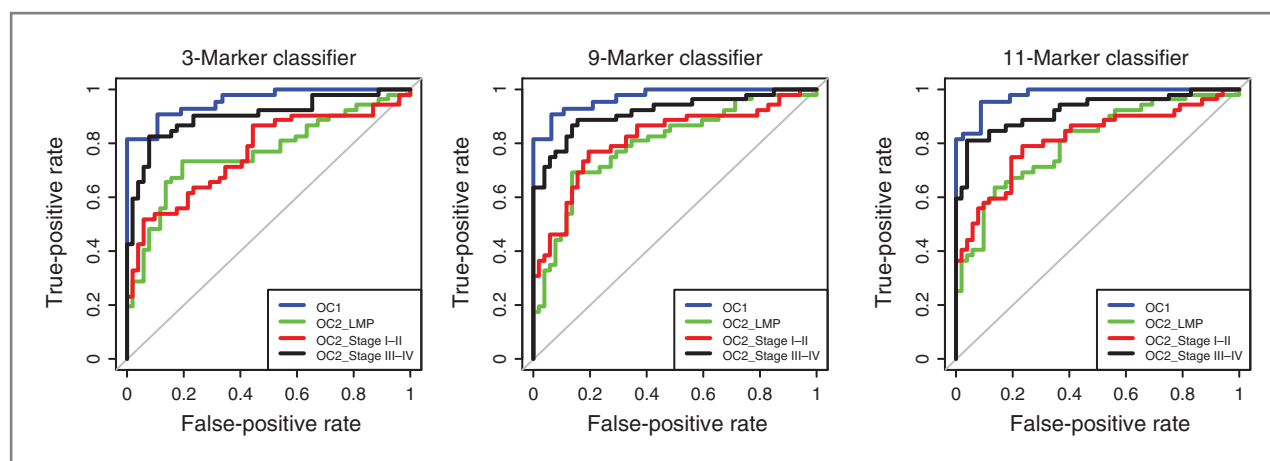 3-Marker classifier
True-positive rate
1
0.8
0.6
0.4
0.2
0
OC1
OC2_LMP
OC2_Stage I–II
OC2_Stage III–IV
0 0.2 0.4 0.6 0.8 1
False-positive rate
9-Marker classifier
True-positive rate
1
0.8
0.6
0.4
0.2
0
OC1
OC2_LMP
OC2_Stage I–II
OC2_Stage III–IV
0 0.2 0.4 0.6 0.8 1
False-positive rate
11-Marker classifier
True-positive rate
1
0.8
0.6
0.4
0.2
0
OC1
OC2_LMP
OC2_Stage I–II
OC2_Stage III–IV
0 0.2 0.4 0.6 0.8 1
False-positive rate